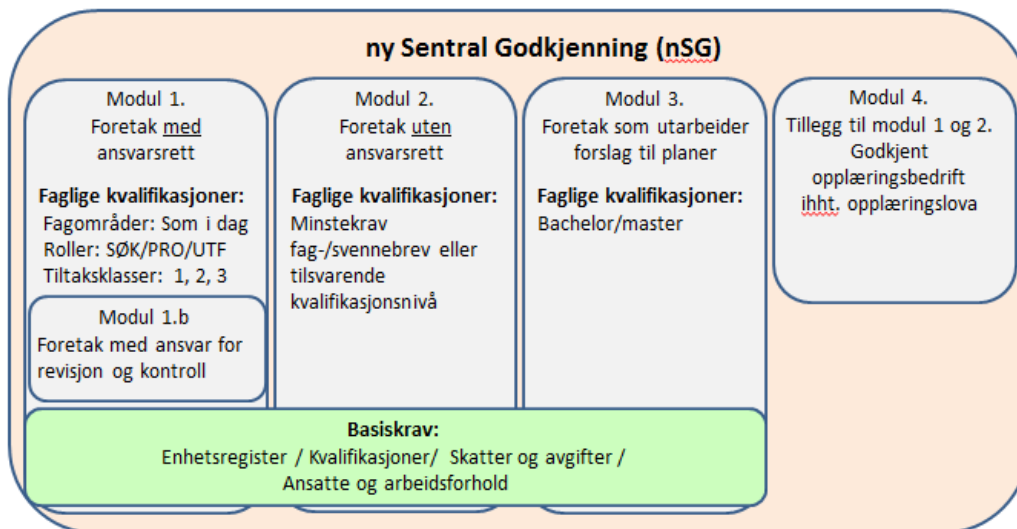 ny Sentral Godkjenning (nSG)
Modul 1.
Foretak med
ansvarsrett
Faglige kvalifikasjoner:
Fagområder: Som i dag
Roller: SØK/PRO/UTF
Tiltaksklasser: 1, 2, 3
Modul 1.b
Foretak med ansvar for
revisjon og kontroll
Modul 2.
Foretak uten
ansvarsrett
Faglige kvalifikasjoner:
Minstekrav
fag-/svennebrev eller
tilsvarende
kvalifikasjonsnivå
Modul 3.
Foretak som utarbeider
forslag til planer
Faglige kvalifikasjoner:
Bachelor/master
Modul 4.
Tillegg til modul 1 og 2.
Godkjent
opplæringsbedrift
ihht. opplæringslova
Basiskrav:
Enhetsregister / Kvalifikasjoner/ Skatter og avgifter /
Ansatte og arbeidsforhold